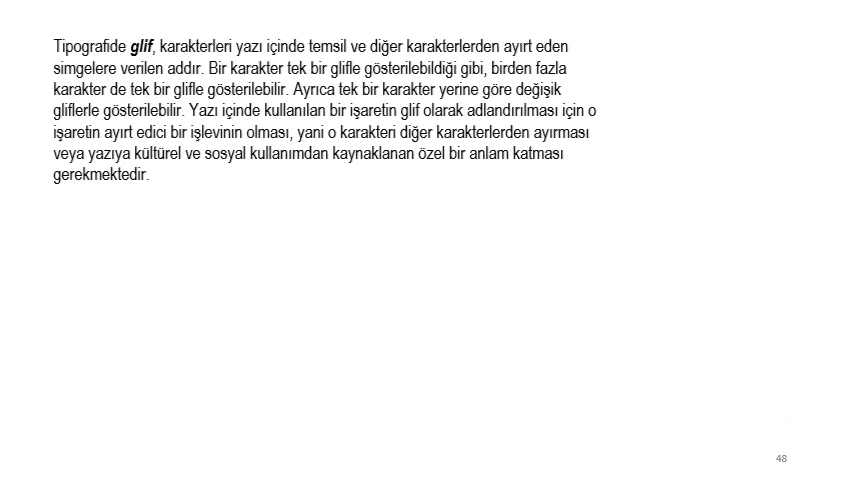 Tipografide glif, karakterleri yazı içinde temsil ve diğer karakterlerden ayırt eden
simgelere verilen addır. Bir karakter tek bir glifle gösterilebildiği gibi, birden fazla
karakter de tek bir glifle gösterilebilir. Ayrıca tek bir karakter yerine göre değişik
gliflerle gösterilebilir. Yazı içinde kullanılan bir işaretin glif olarak adlandırılması için o
işaretin ayırt edici bir işlevinin olması, yani o karakteri diğer karakterlerden ayırması
veya yazıya kültürel ve sosyal kullanımdan kaynaklanan özel bir anlam katması
gerekmektedir.
48